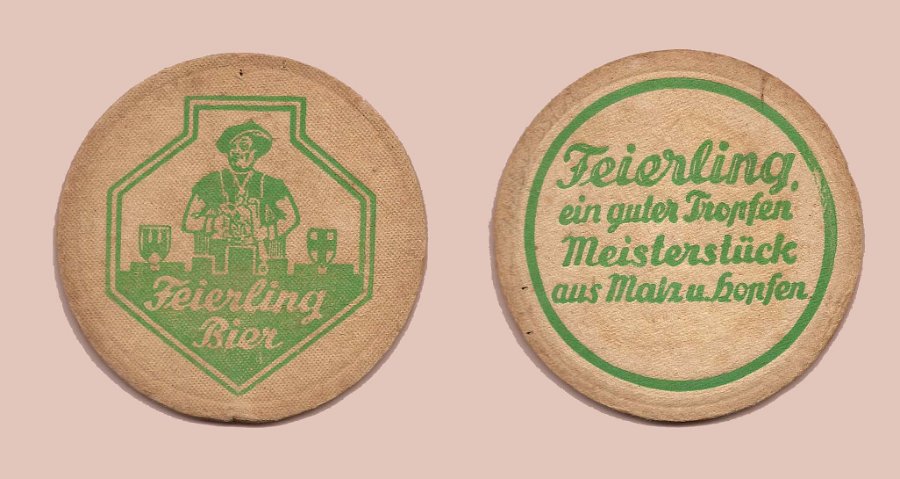 Feierling
Bier
Feierling,
ein guter Tropfen
Meisterstück
aus Malz u. Hopfen